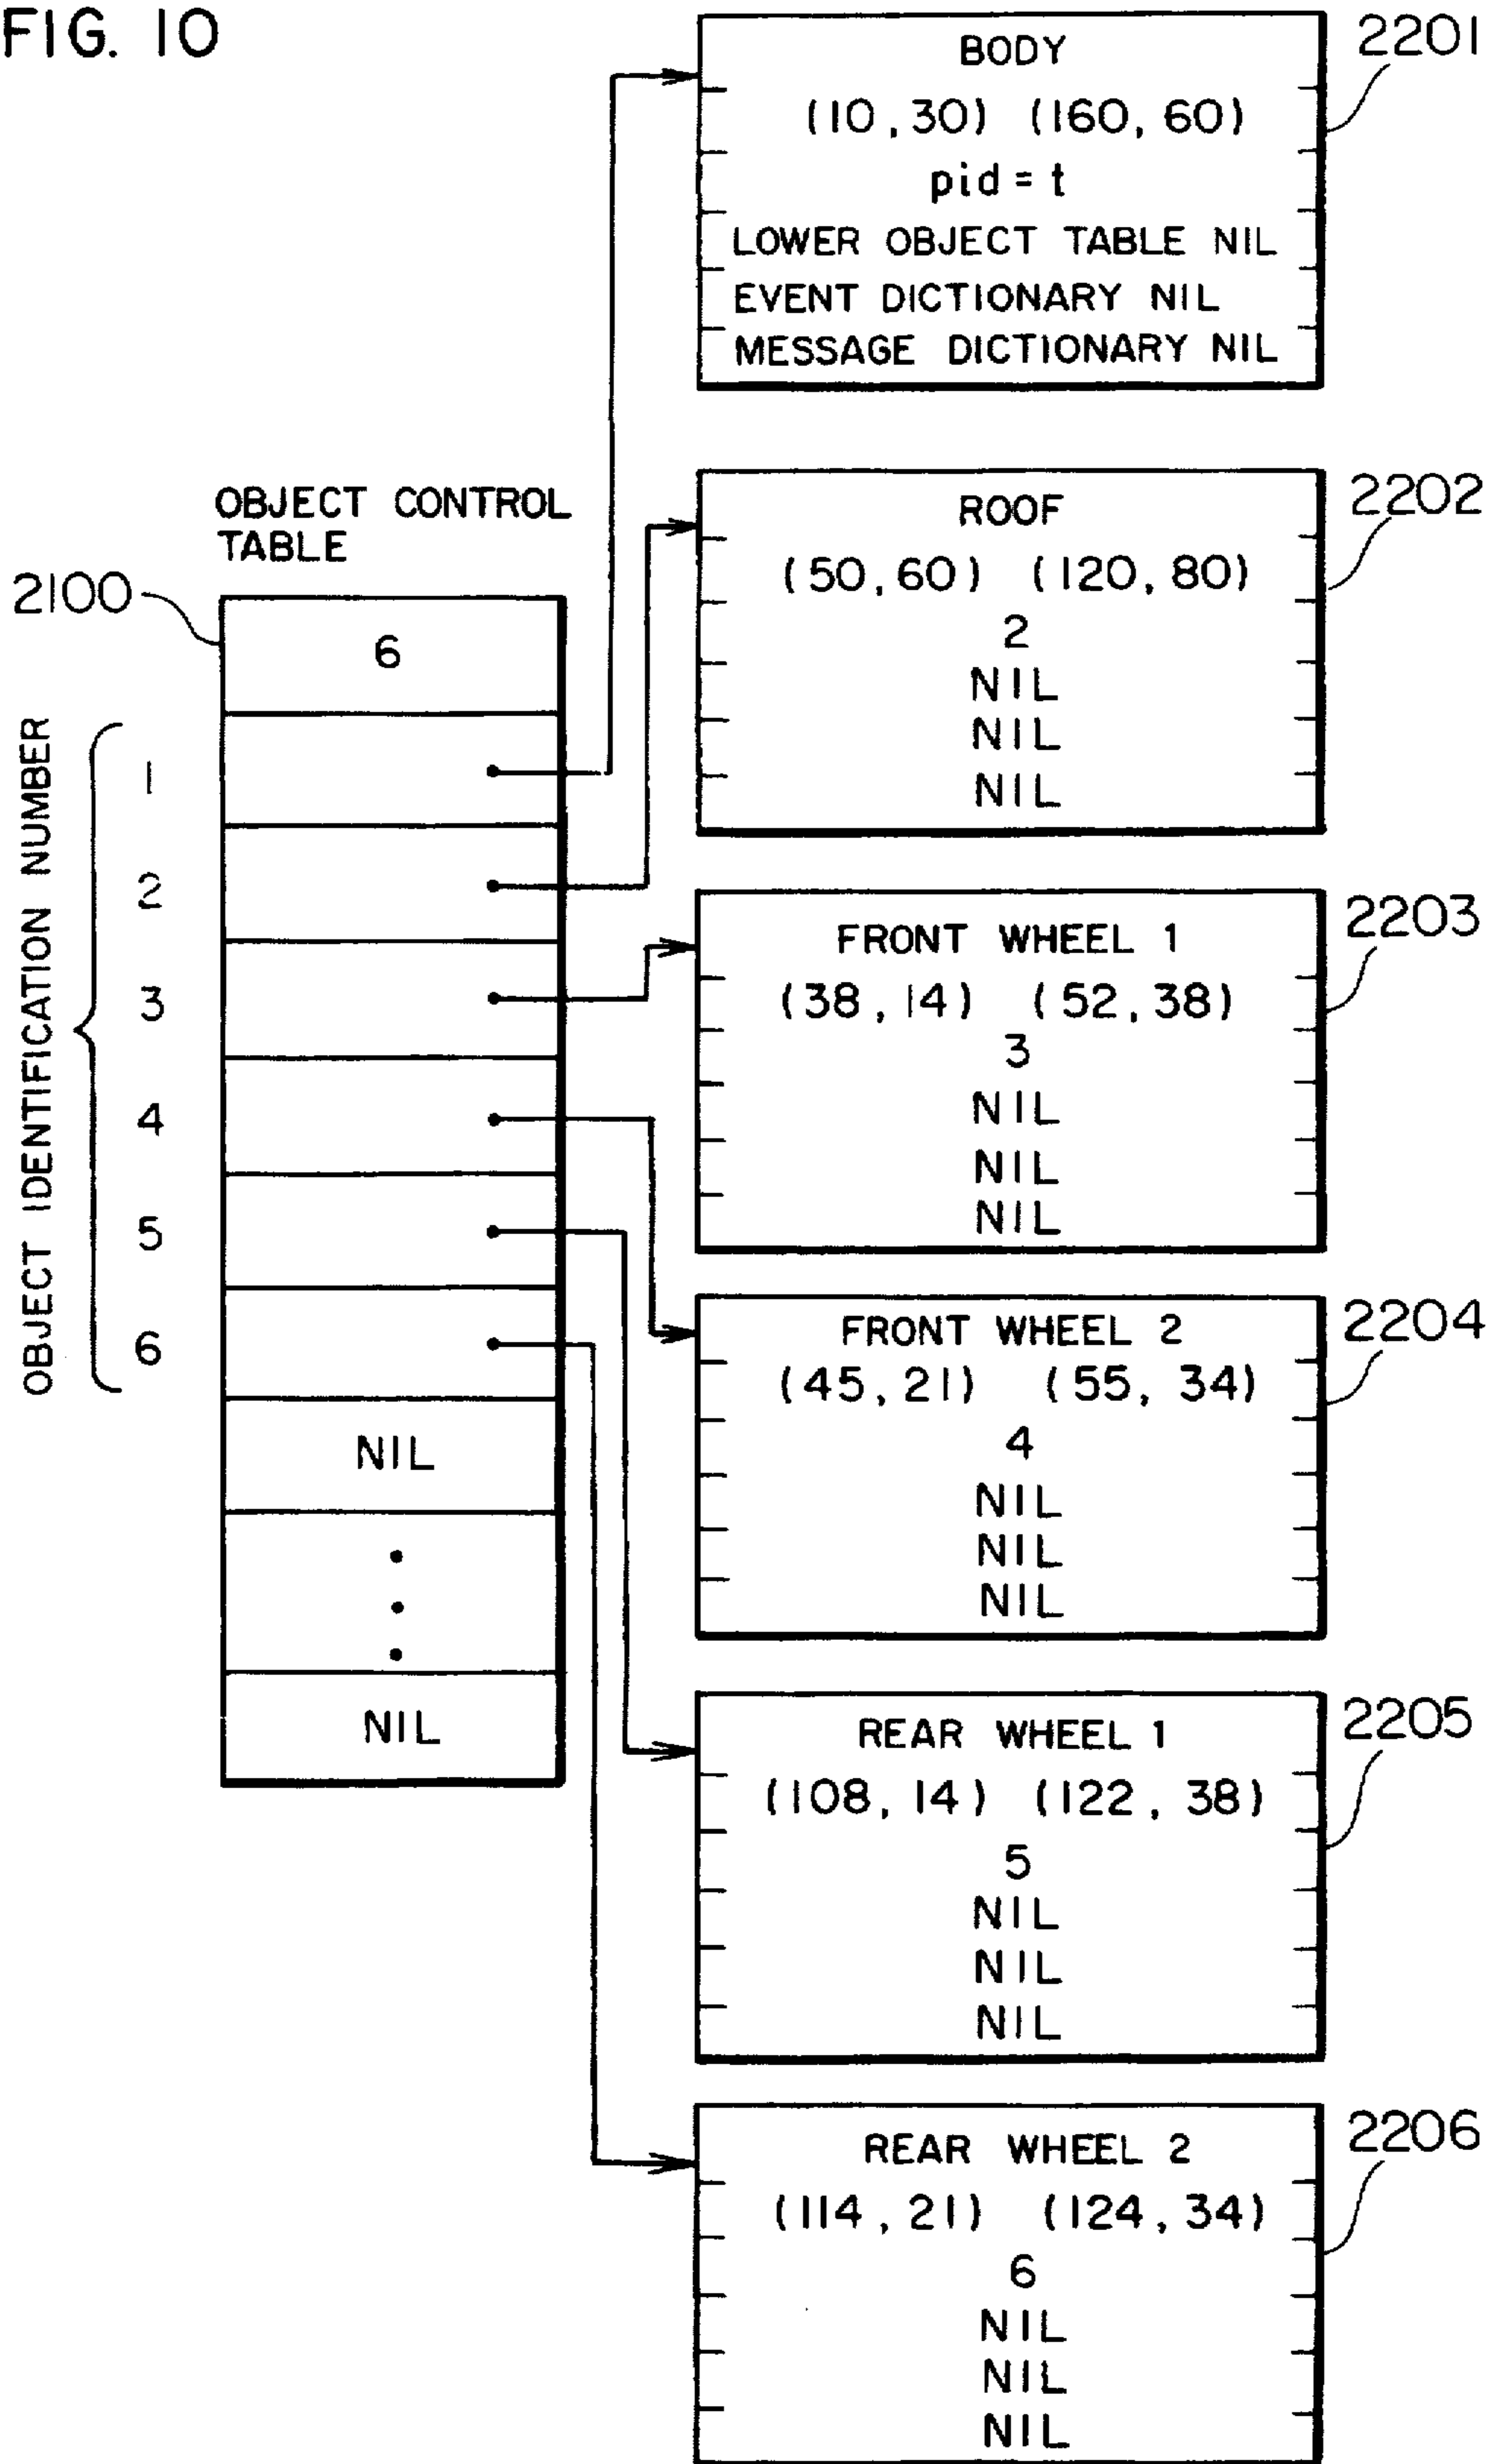 FIG. 10
BODY
(10,30) (160,60)
pid = t
LOWER OBJECT TABLE NIL
EVENT DICTIONARY NIL
MESSAGE DICTIONARY NIL
2201
OBJECT CONTROL
TABLE
2100
6
OBJECT IDENTIFICATION NUMBER
1
2
3
4
5
6
NIL
NIL
ROOF
(50,60) (120,80)
2
NIL
NIL
NIL
2202
FRONT WHEEL 1
(38,14) (52,38)
3
NIL
NIL
NIL
2203
FRONT WHEEL 2
(45,21) (55,34)
4
NIL
NIL
NIL
2204
REAR WHEEL 1
(108,14) (122,38)
5
NIL
NIL
NIL
2205
REAR WHEEL 2
(114,21) (124,34)
6
NIL
NIL
NIL
2206